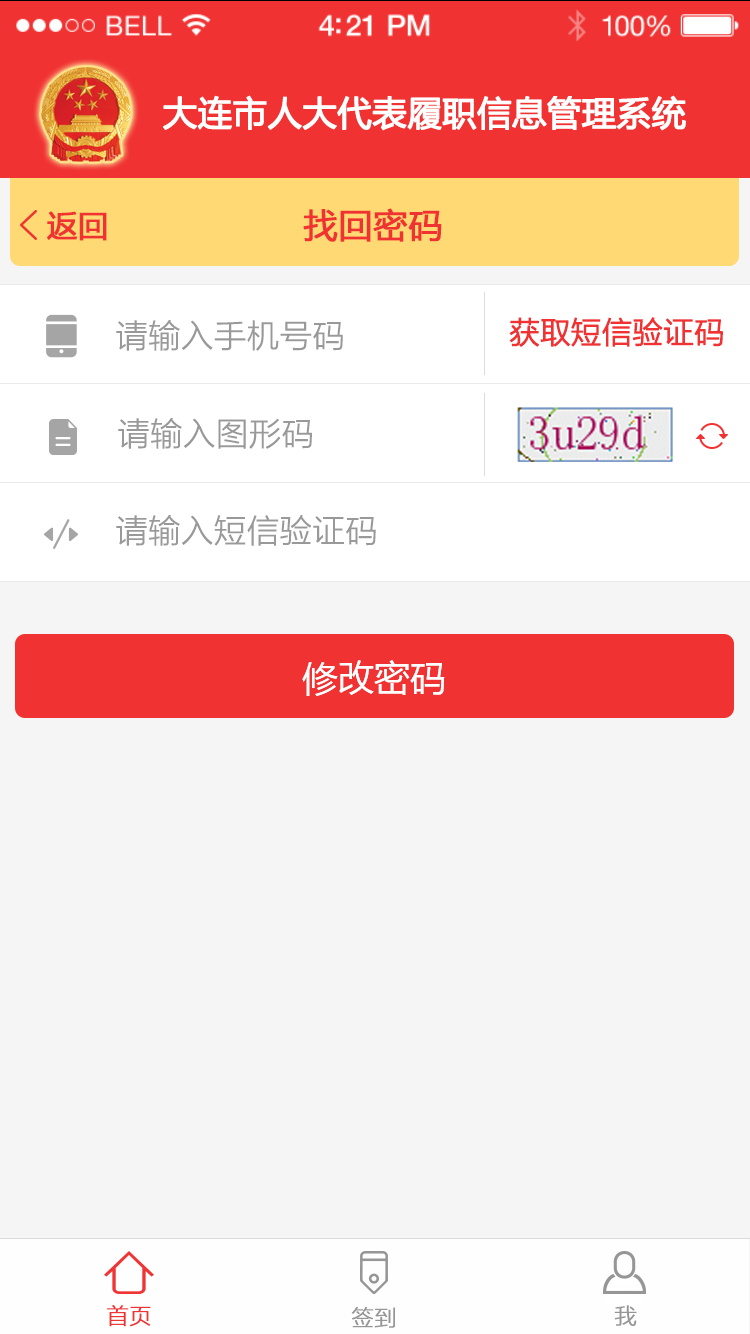 BELL 4:21 PM 100%
大连市人大代表履职信息管理系统
返回 找回密码
请输入手机号码 获取短信验证码
请输入图形码 3u29d
请输入短信验证码
修改密码
首页 签到 我